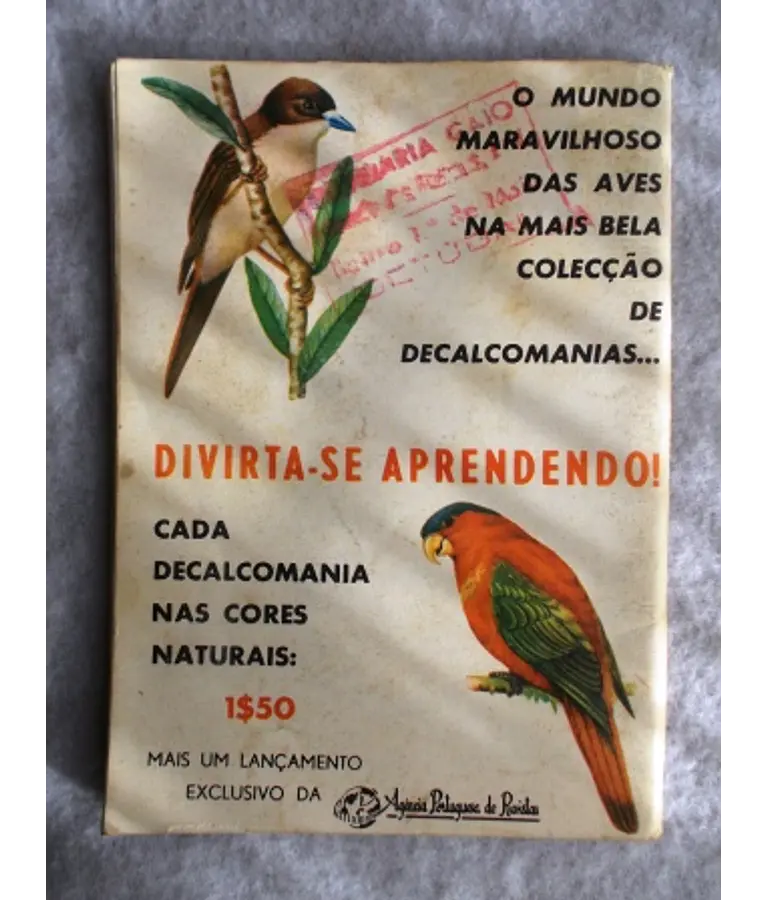 O MUNDO
MARAVILHOSO
DAS AVES
NA MAIS BELA
COLECÇÃO
DE
DECALCOMANIAS...
CAIO
DIVIRTA-SE APRENDENDO!
CADA
DECALCOMANIA
NAS CORES
NATURAIS:
1$50
MAIS UM LANÇAMENTO
EXCLUSIVO DA
Agência Portuguesa de Revistas